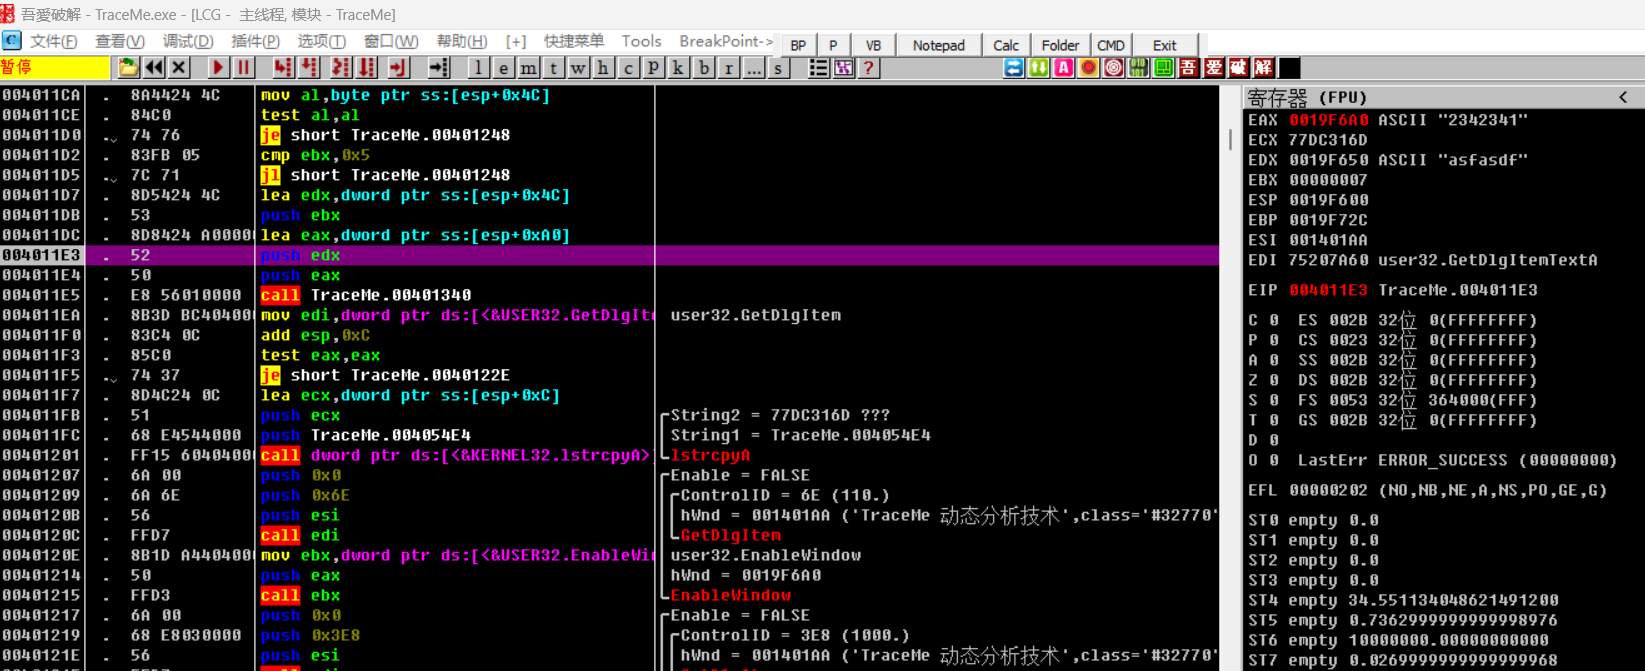 吾愛破解 - TraceMe.exe - [LCG - 主线程, 模块 - TraceMe]
C 文件(F) 查看(V) 调试(D) 插件(P) 选项(T) 窗口(W) 帮助(H) [+] 快捷菜单 Tools BreakPoint-> BP P VB Notepad Calc Folder CMD Exit
暂停 l e m t w h c P k b r ... s ? A 吾 爱 破 解
004011CA . 8A4424 4C mov al,byte ptr ss:[esp+0x4C]
004011CE . 84C0 test al,al
004011D0 . 74 76 je short TraceMe.00401248
004011D2 . 83FB 05 cmp ebx,0x5
004011D5 . 7C 71 jl short TraceMe.00401248
004011D7 . 8D5424 4C lea edx,dword ptr ss:[esp+0x4C]
004011DB . 53 push ebx
004011DC . 8D8424 A0000 lea eax,dword ptr ss:[esp+0xA0]
004011E3 . 52 push edx
004011E4 . 50 push eax
004011E5 . E8 56010000 call TraceMe.00401340
004011EA . 8B3D BC40400 mov edi,dword ptr ds:[<&USER32.GetDlgIte user32.GetDlgItem
004011F0 . 83C4 0C add esp,0xC
004011F3 . 85C0 test eax,eax
004011F5 . 74 37 je short TraceMe.0040122E
004011F7 . 8D4C24 0C lea ecx,dword ptr ss:[esp+0xC]
004011FB . 51 push ecx String2 = 77DC316D ???
004011FC . 68 E4544000 push TraceMe.004054E4 String1 = TraceMe.004054E4
00401201 . FF15 6040400 call dword ptr ds:[<&KERNEL32.lstrcpyA> lstrcpyA
00401207 . 6A 00 push 0x0 Enable = FALSE
00401209 . 6A 6E push 0x6E ControlID = 6E (110.)
0040120B . 56 push esi hWnd = 001401AA ('TraceMe 动态分析技术',class='#32770'
0040120C . FFD7 call edi GetDlgItem
0040120E . 8B1D A440400 mov ebx,dword ptr ds:[<&USER32.EnableWin user32.EnableWindow
00401214 . 50 push eax hWnd = 0019F6A0
00401215 . FFD3 call ebx EnableWindow
00401217 . 6A 00 push 0x0 Enable = FALSE
00401219 . 68 E8030000 push 0x3E8 ControlID = 3E8 (1000.)
0040121E . 56 push esi hWnd = 001401AA ('TraceMe 动态分析技术',class='#32770'
寄存器 (FPU) <
EAX 0019F6A0 ASCII "2342341"
ECX 77DC316D
EDX 0019F650 ASCII "asfasdf"
EBX 00000007
ESP 0019F600
EBP 0019F72C
ESI 001401AA
EDI 75207A60 user32.GetDlgItemTextA
EIP 004011E3 TraceMe.004011E3
C 0 ES 002B 32位 0(FFFFFFFF)
P 0 CS 0023 32位 0(FFFFFFFF)
A 0 SS 002B 32位 0(FFFFFFFF)
Z 0 DS 002B 32位 0(FFFFFFFF)
S 0 FS 0053 32位 364000(FFF)
T 0 GS 002B 32位 0(FFFFFFFF)
D 0
O 0 LastErr ERROR_SUCCESS (00000000)
EFL 00000202 (NO,NB,NE,A,NS,PO,GE,G)
ST0 empty 0.0
ST1 empty 0.0
ST2 empty 0.0
ST3 empty 0.0
ST4 empty 34.551134048621491200
ST5 empty 0.7362999999999998976
ST6 empty 10000000.00000000000
ST7 empty 0.0269999999999999968